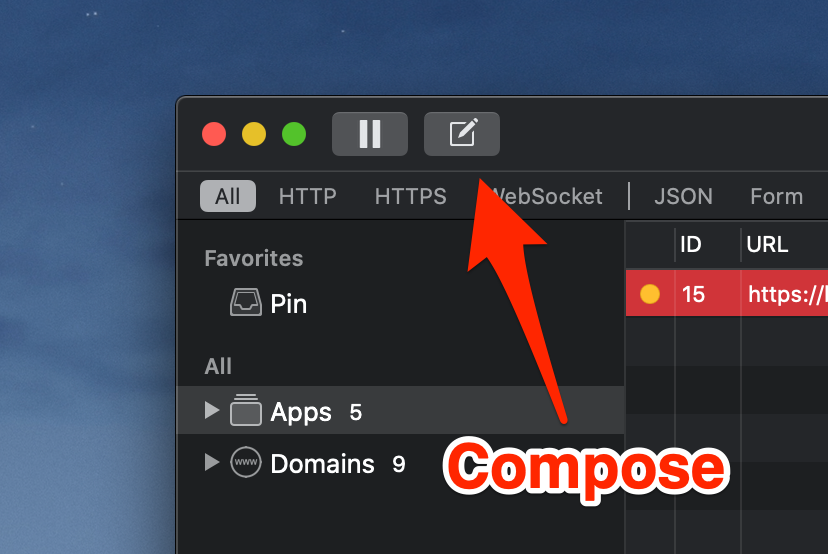 All HTTP HTTPS WebSocket JSON Form
Favorites
Pin
All
Apps 5
www Domains 9
ID URL
15 https://
Compose